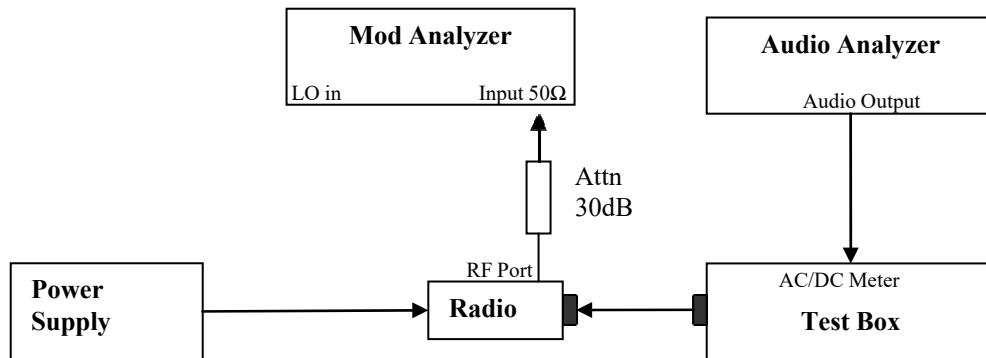 Mod Analyzer
LO in
Input 50Ω
Audio Analyzer
Audio Output
Attn
30dB
RF Port
Power
Supply
Radio
AC/DC Meter
Test Box